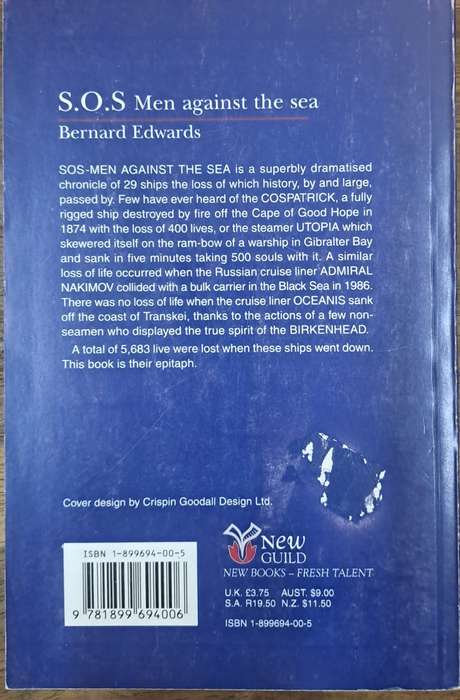 S.O.S Men against the sea
Bernard Edwards
SOS-MEN AGAINST THE SEA is a superbly dramatised
chronicle of 29 ships the loss of which history, by and large,
passed by. Few have ever heard of the COSPATRICK, a fully
rigged ship destroyed by fire off the Cape of Good Hope in
1874 with the loss of 400 lives, or the steamer UTOPIA which
skewered itself on the ram-bow of a warship in Gibralter Bay
and sank in five minutes taking 500 souls with it. A similar
loss of life occurred when the Russian cruise liner ADMIRAL
NAKIMOV collided with a bulk carrier in the Black Sea in 1986.
There was no loss of life when the cruise liner OCEANIS sank
off the coast of Transkei, thanks to the actions of a few non-
seamen who displayed the true spirit of the BIRKENHEAD.
A total of 5,683 live were lost when these ships went down.
This book is their epitaph.
Cover design by Crispin Goodall Design Ltd.
ISBN 1-899694-00-5
9 781899 694006
New
GUILD
NEW BOOKS – FRESH TALENT
U.K. £3.75 AUST. $9.00
S.A. R19.50 N.Z. $11.50
ISBN 1-899694-00-5